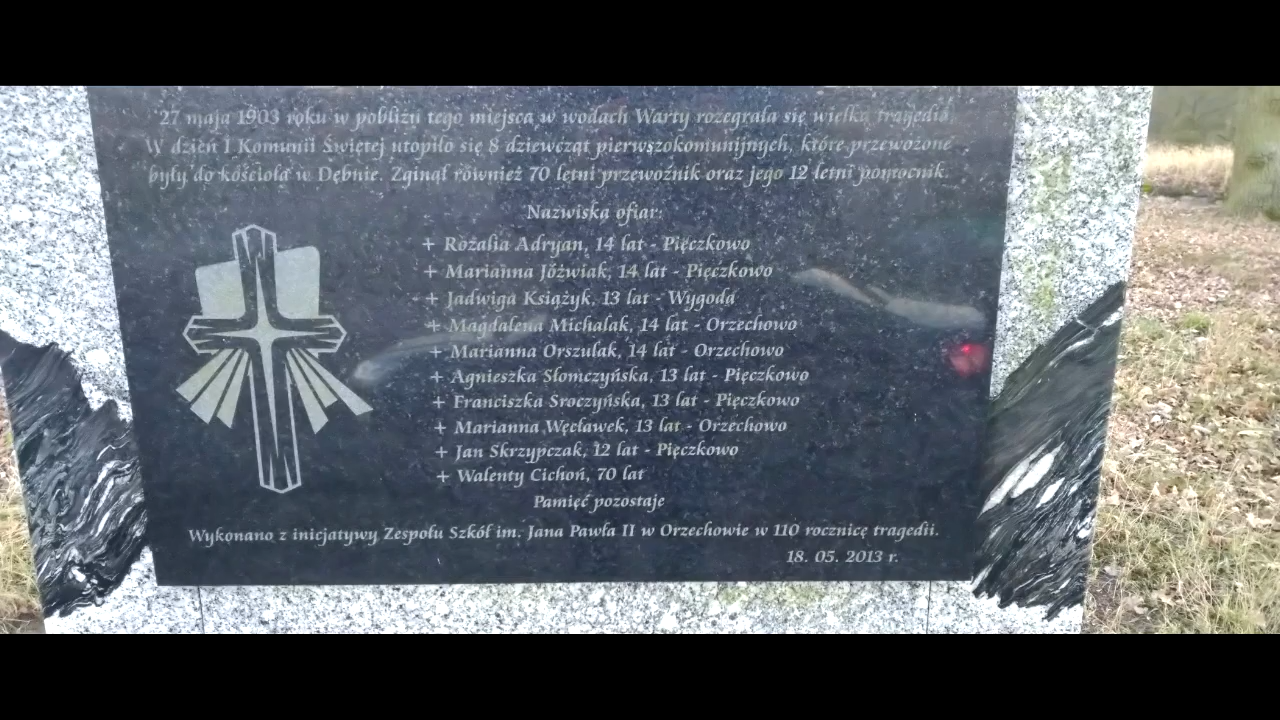 27 maja 1903 roku w pobliżu tego miejsca w wodach Warty rozegrała się wielka tragedia.
W dzień I Komunii Świętej utopiło się 8 dziewcząt pierwszokomunijnych, które przewożone
były do kościoła w Dębnie. Zginął również 70 letni przewoźnik oraz jego 12 letni pomocnik.
Nazwiska ofiar:
+ Rozalia Adryan, 14 lat - Pięczkowo
+ Marianna Jóźwiak, 14 lat - Pięczkowo
+ Jadwiga Książyk, 13 lat - Wygoda
+ Magdalena Michalak, 14 lat - Orzechowo
+ Marianna Orszulak, 14 lat - Orzechowo
+ Agnieszka Słomczyńska, 13 lat - Pięczkowo
+ Franciszka Sroczyńska, 13 lat - Pięczkowo
+ Marianna Węcławek, 13 lat - Orzechowo
+ Jan Skrzypczak, 12 lat - Pięczkowo
+ Walenty Cichoń, 70 lat
Pamięć pozostaje
Wykonano z inicjatywy Zespołu Szkół im. Jana Pawła II w Orzechowie w 110 rocznicę tragedii.
18. 05. 2013 r.